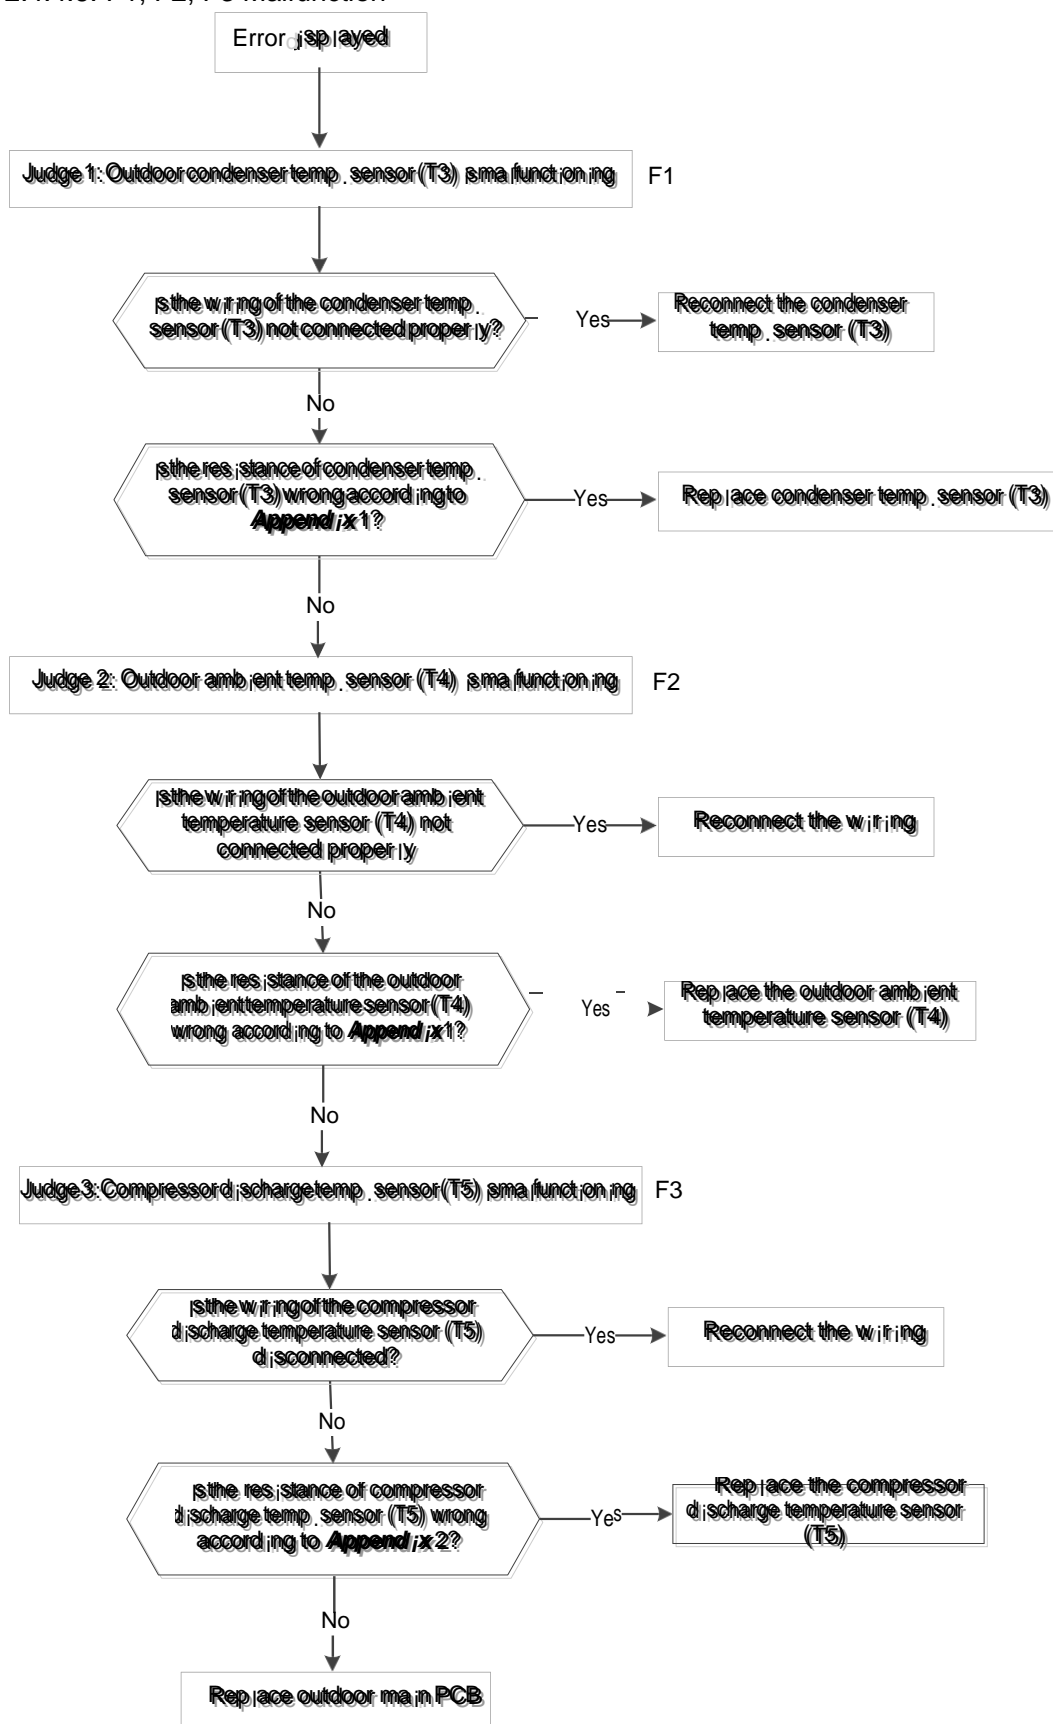 F1, F2, F3 Malfunction
Error displayed
Judge 1: Outdoor condenser temp. sensor (T3) is malfunctioning
F1
Is the wiring of the condenser temp.
sensor (T3) not connected properly?
Yes
Reconnect the condenser
temp. sensor (T3)
No
Is the resistance of condenser temp.
sensor (T3) wrong according to
Appendix 1?
Yes
Replace condenser temp. sensor (T3)
No
Judge 2: Outdoor ambient temp. sensor (T4) is malfunctioning
F2
Is the wiring of the outdoor ambient
temperature sensor (T4) not
connected properly
Yes
Reconnect the wiring
No
Is the resistance of the outdoor
ambient temperature sensor (T4)
wrong according to Appendix 1?
Yes
Replace the outdoor ambient
temperature sensor (T4)
No
Judge 3: Compressor discharge temp. sensor (T5) is malfunctioning
F3
Is the wiring of the compressor
discharge temperature sensor (T5)
disconnected?
Yes
Reconnect the wiring
No
Is the resistance of compressor
discharge temp. sensor (T5) wrong
according to Appendix 2?
Yes
Replace the compressor
discharge temperature sensor
(T5)
No
Replace outdoor main PCB